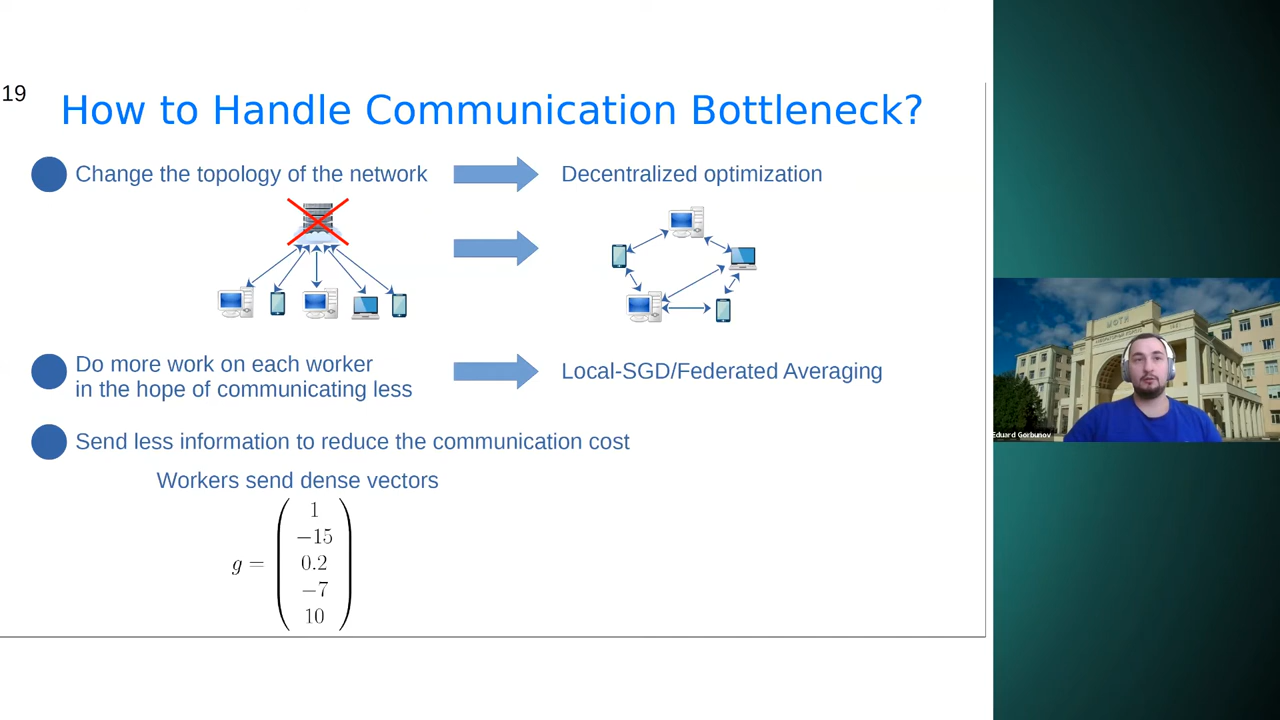 19
How to Handle Communication Bottleneck?
Change the topology of the network
Decentralized optimization
Do more work on each worker
in the hope of communicating less
Local-SGD/Federated Averaging
Send less information to reduce the communication cost
Workers send dense vectors
g =
1
−15
0.2
−7
10
МФТИ
Eduard Gorbunov